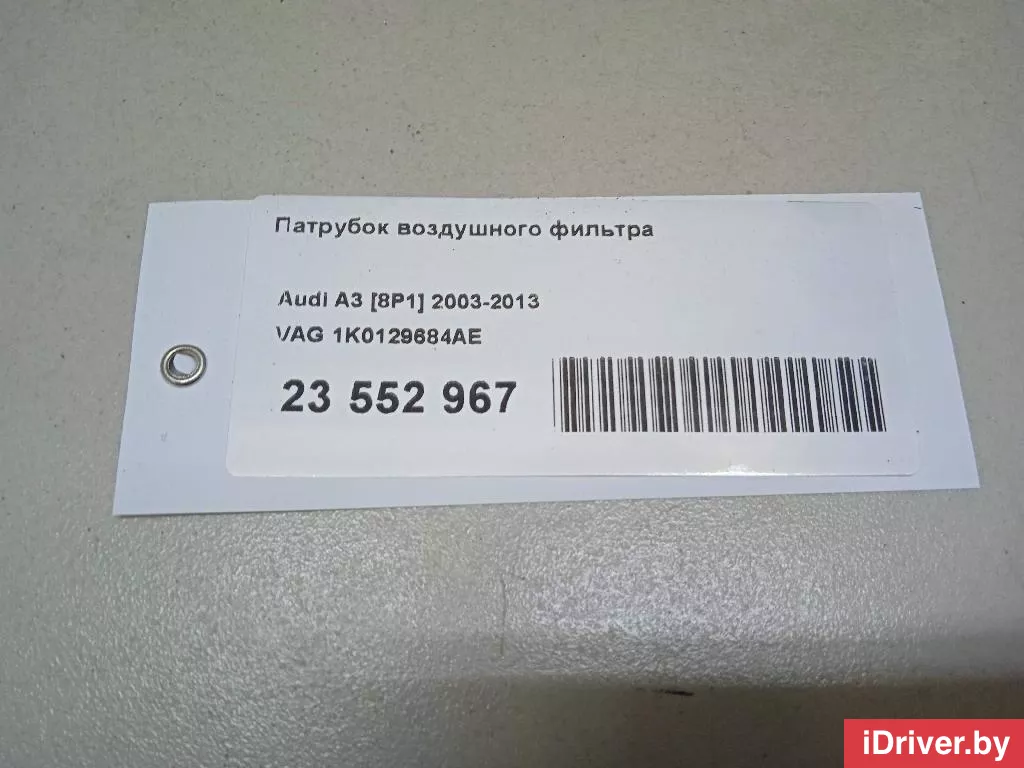 Патрубок воздушного фильтра
Audi A3 [8P1] 2003-2013
VAG 1K0129684AE
23 552 967
iDriver.by